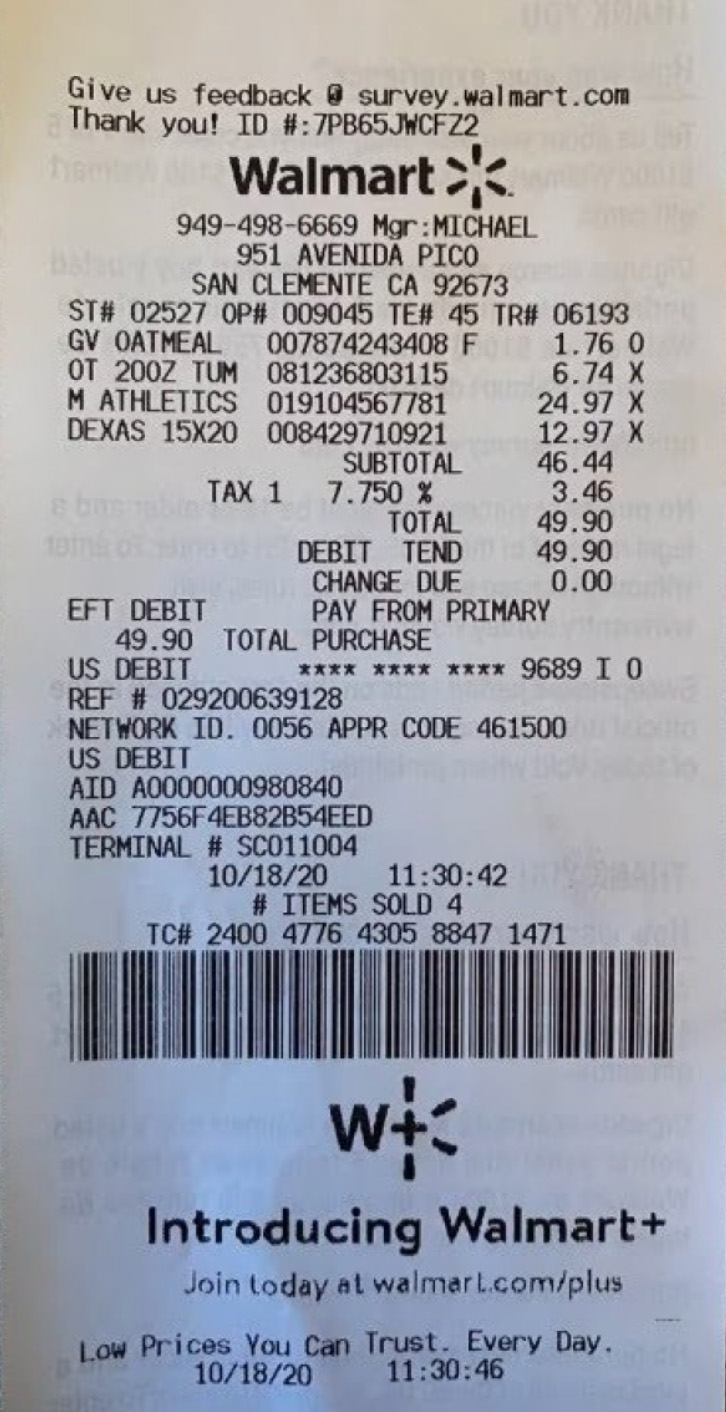 Give us feedback @ survey.walmart.com
Thank you! ID #:7PB65JWCFZ2
Walmart
949-498-6669 Mgr:MICHAEL
951 AVENIDA PICO
SAN CLEMENTE CA 92673
ST# 02527 OP# 009045 TE# 45 TR# 06193
GV OATMEAL 007874243408 F 1.76 O
OT 20OZ TUM 081236803115 6.74 X
M ATHLETICS 019104567781 24.97 X
DEXAS 15X20 008429710921 12.97 X
SUBTOTAL 46.44
TAX 1 7.750 % 3.46
TOTAL 49.90
DEBIT TEND 49.90
CHANGE DUE 0.00
EFT DEBIT PAY FROM PRIMARY
49.90 TOTAL PURCHASE
US DEBIT **** **** **** 9689 I 0
REF # 029200639128
NETWORK ID. 0056 APPR CODE 461500
US DEBIT
AID A0000000980840
AAC 7756F4EB82B54EED
TERMINAL # SC011004
10/18/20 11:30:42
# ITEMS SOLD 4
TC# 2400 4776 4305 8847 1471
W+
Introducing Walmart+
Join today at walmart.com/plus
Low Prices You Can Trust. Every Day.
10/18/20 11:30:46